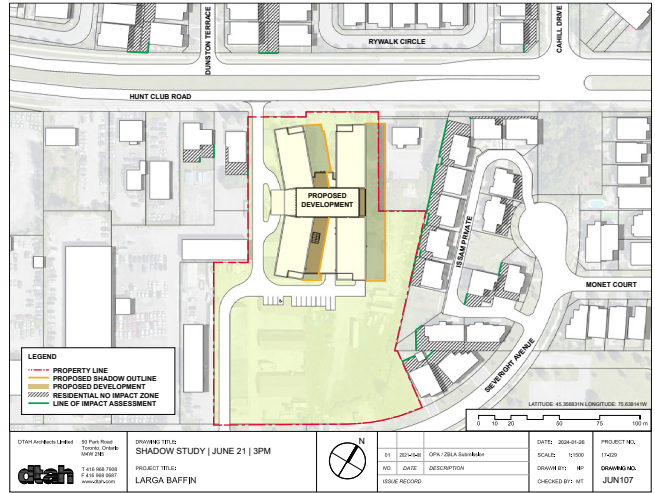 DUNSTON TERRACE
RYWALK CIRCLE
CAHILL DRIVE
HUNT CLUB ROAD
PROPOSED
DEVELOPMENT
ISSAM PRIVATE
MONET COURT
SIEVERIGHT AVENUE
LEGEND
PROPERTY LINE
PROPOSED SHADOW OUTLINE
PROPOSED DEVELOPMENT
RESIDENTIAL NO IMPACT ZONE
LINE OF IMPACT ASSESSMENT
LATITUDE: 45.356831N LONGITUDE: 75.638141W
0 10 20 50 100 m
DTAH Architects Limited
50 Park Road
Toronto, Ontario
M4W 2N5
T 416 968 9479
F 416 968 0687
www.dtah.com
dtah
DRAWING TITLE:
SHADOW STUDY | JUNE 21 | 3PM
PROJECT TITLE:
LARGA BAFFIN
N
01 OPA / ZBLA Submission
NO. DATE DESCRIPTION
ISSUE RECORD
DATE: 2024-01-26
SCALE: 1:1500
DRAWN BY: NP
CHECKED BY: MT
PROJECT NO.
17-029
DRAWING NO.
JUN107